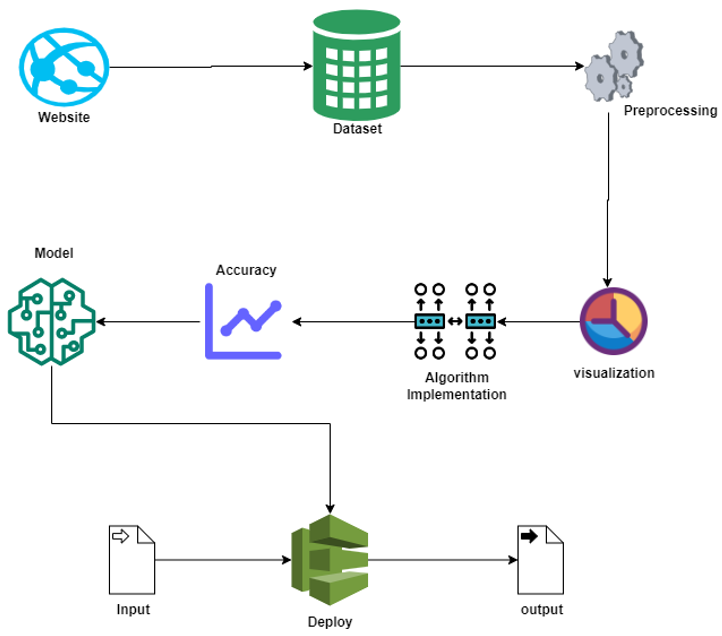 Website
Dataset
Preprocessing
Model
Accuracy
Algorithm
Implementation
visualization
Input
Deploy
output